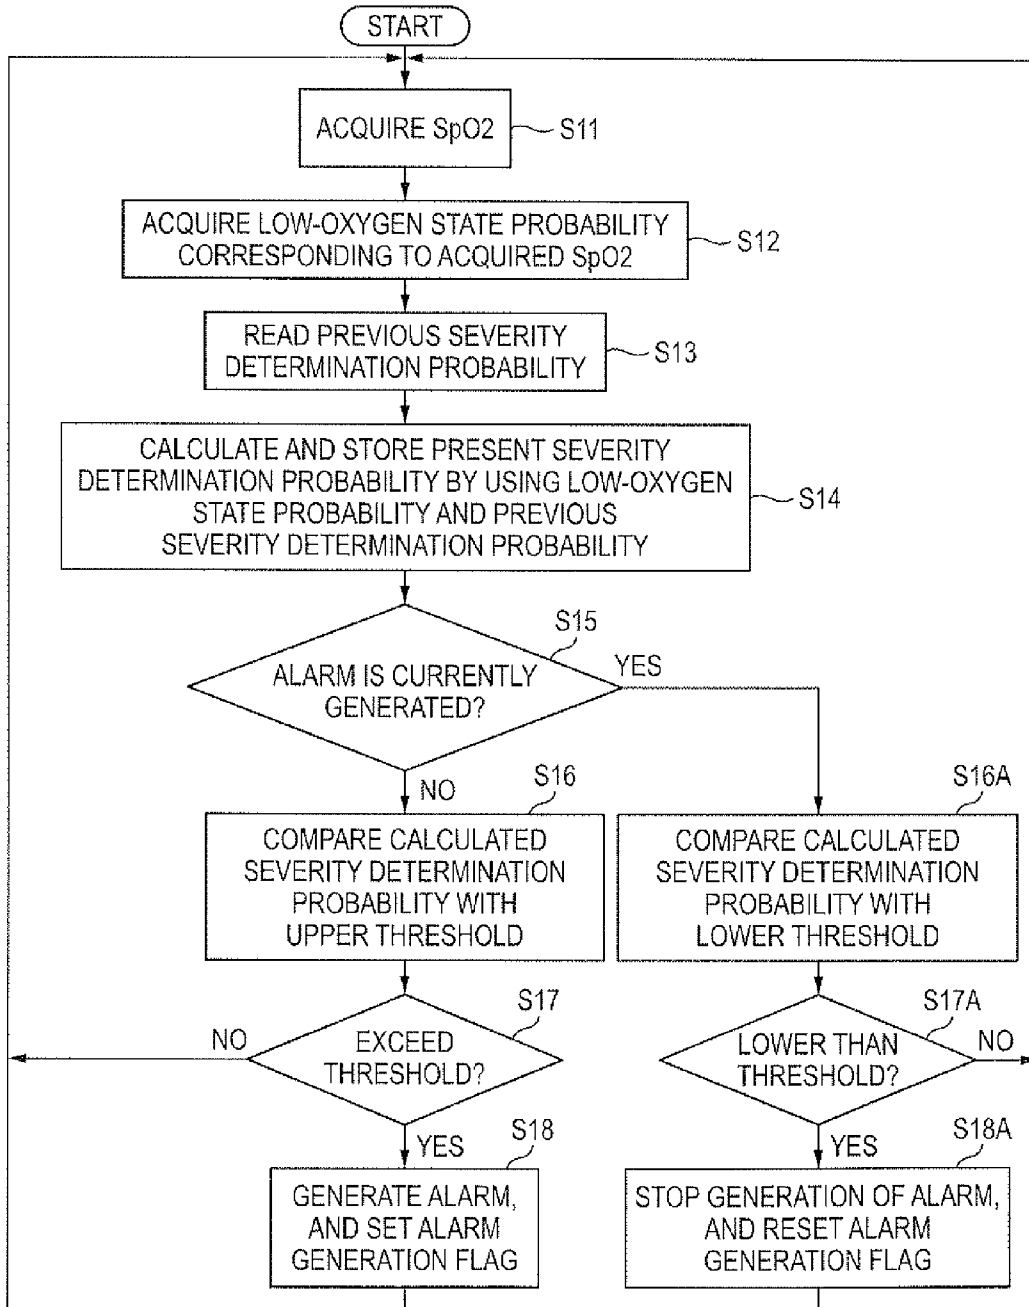 START
ACQUIRE SpO2
S11
ACQUIRE LOW-OXYGEN STATE PROBABILITY
CORRESPONDING TO ACQUIRED SpO2
S12
READ PREVIOUS SEVERITY
DETERMINATION PROBABILITY
S13
CALCULATE AND STORE PRESENT SEVERITY
DETERMINATION PROBABILITY BY USING LOW-OXYGEN
STATE PROBABILITY AND PREVIOUS
SEVERITY DETERMINATION PROBABILITY
S14
S15
ALARM IS CURRENTLY
GENERATED?
YES
NO
S16
COMPARE CALCULATED
SEVERITY DETERMINATION
PROBABILITY WITH
UPPER THRESHOLD
S16A
COMPARE CALCULATED
SEVERITY DETERMINATION
PROBABILITY WITH
LOWER THRESHOLD
S17
NO
EXCEED
THRESHOLD?
YES
S17A
LOWER THAN
THRESHOLD?
NO
YES
S18
GENERATE ALARM,
AND SET ALARM
GENERATION FLAG
S18A
STOP GENERATION OF ALARM,
AND RESET ALARM
GENERATION FLAG